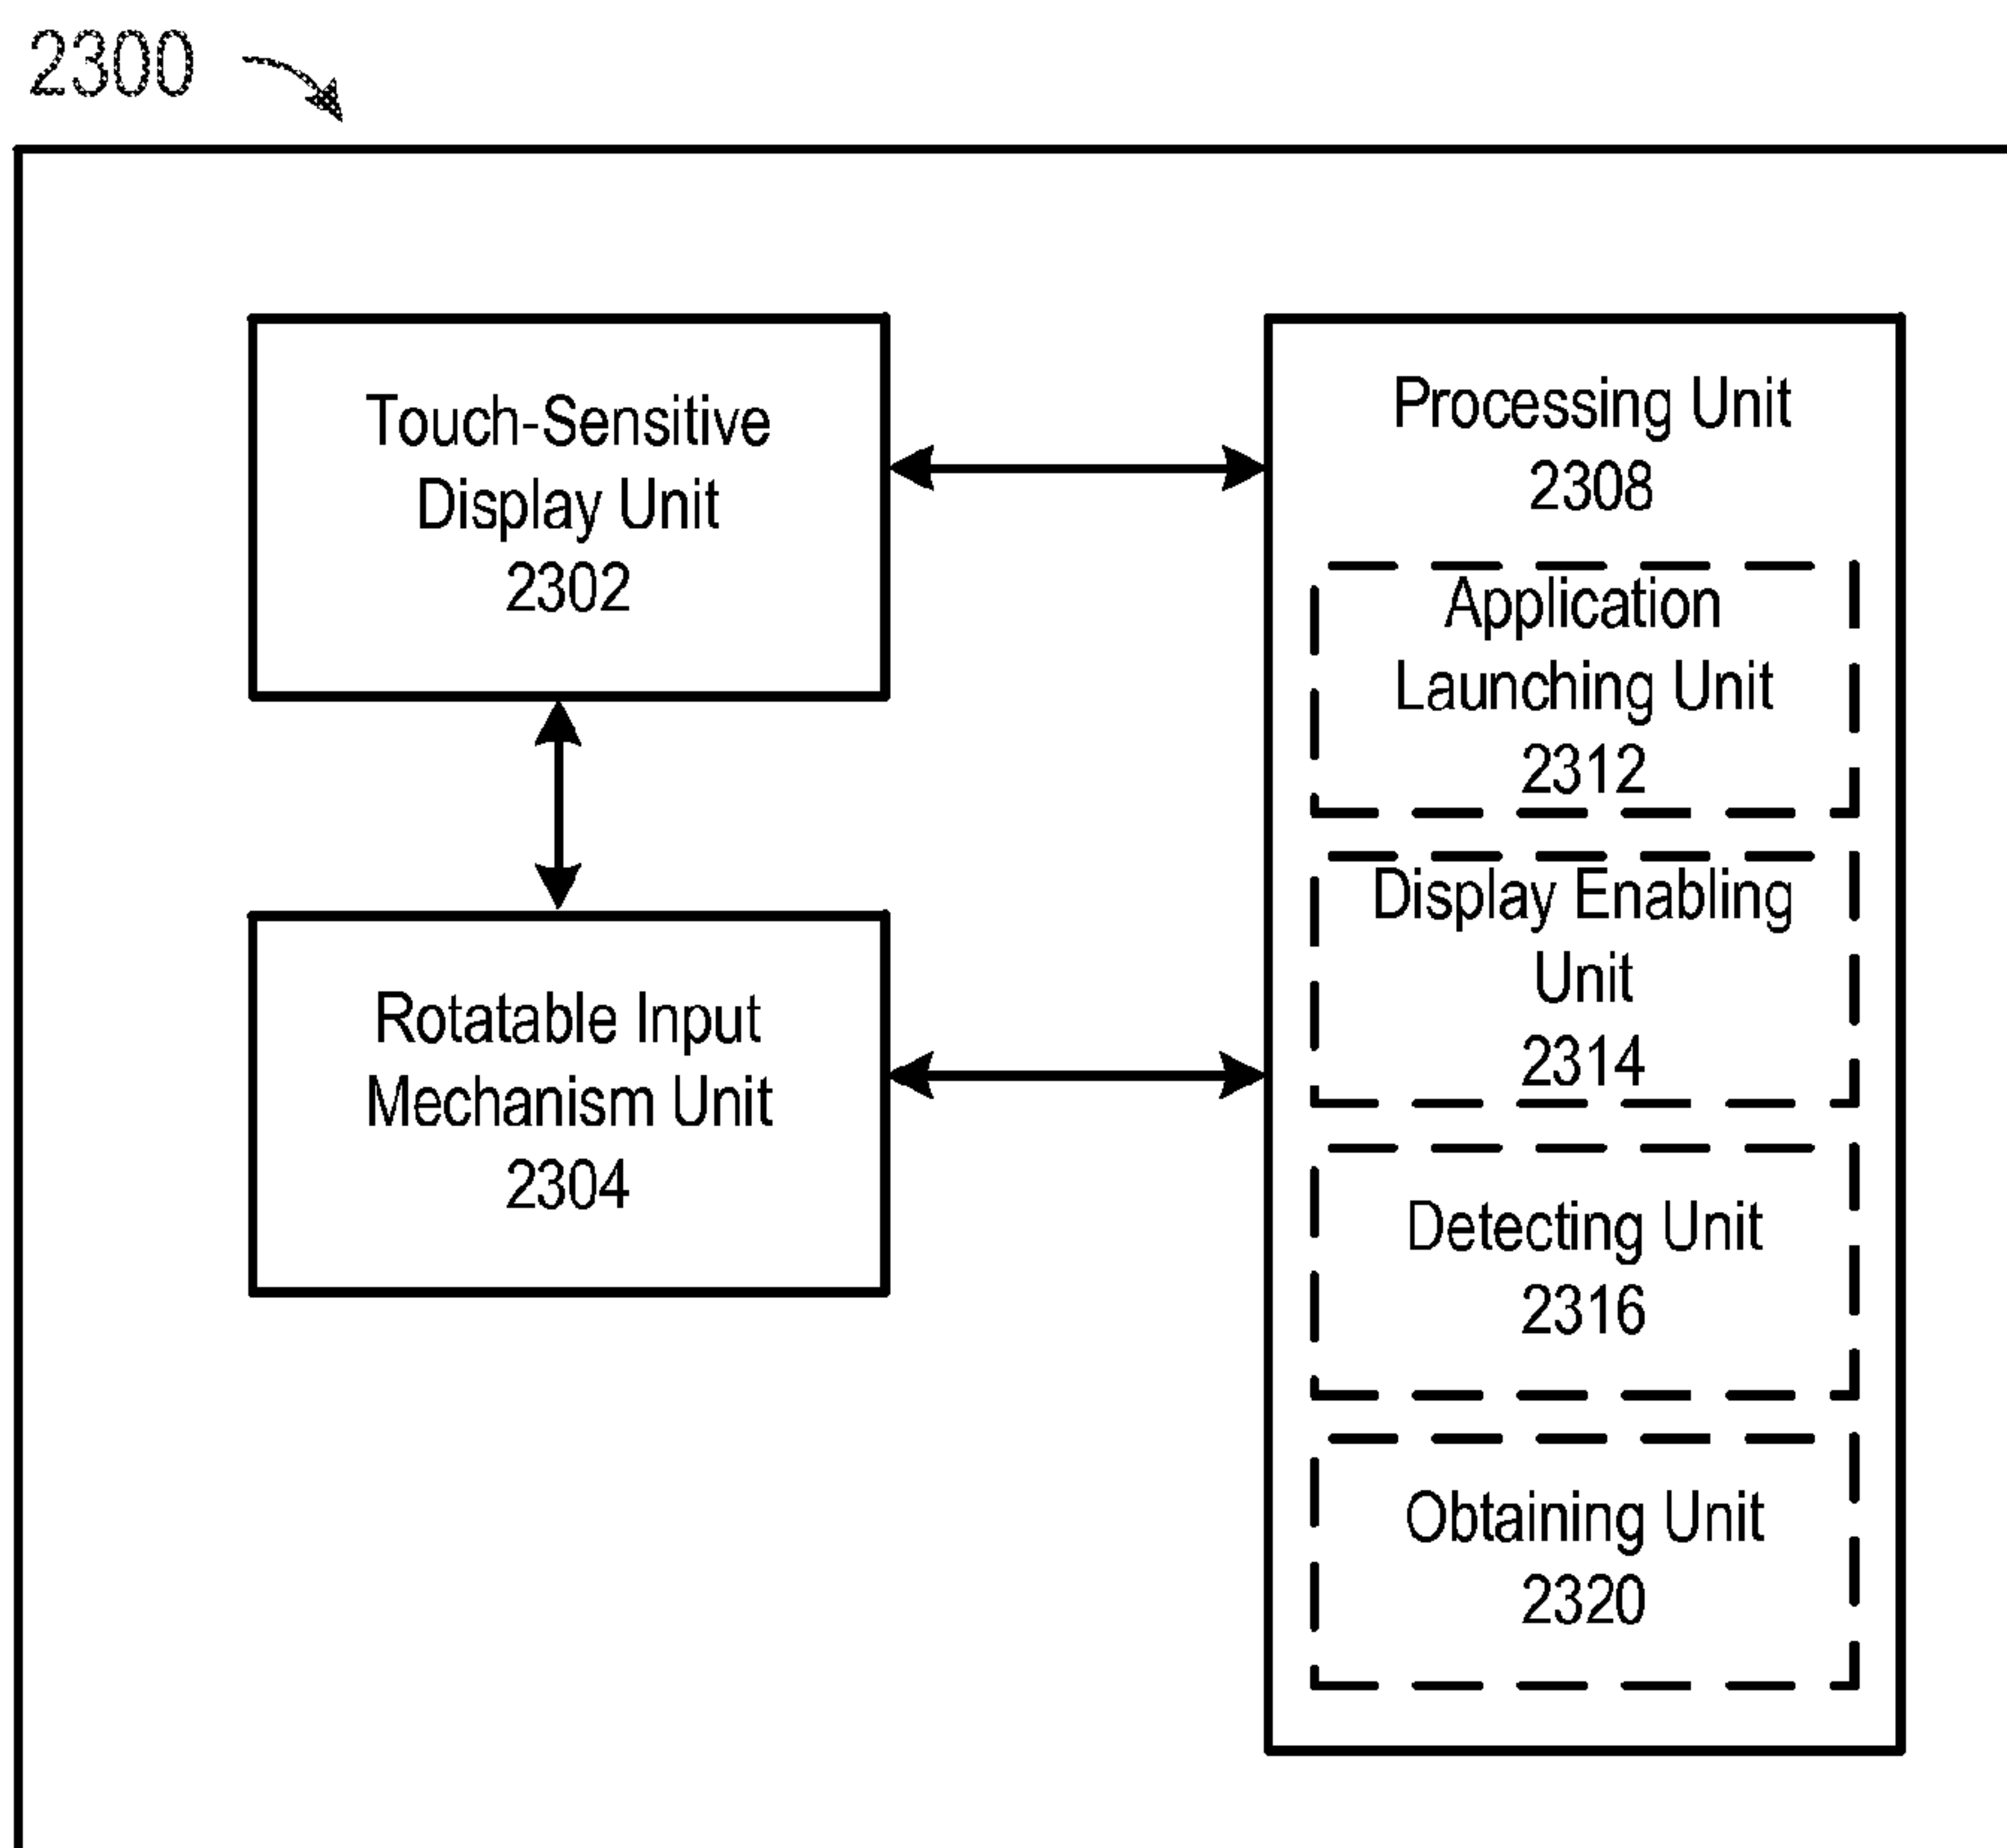 2300
Touch-Sensitive
Display Unit
2302
Rotatable Input
Mechanism Unit
2304
Processing Unit
2308
Application
Launching Unit
2312
Display Enabling
Unit
2314
Detecting Unit
2316
Obtaining Unit
2320